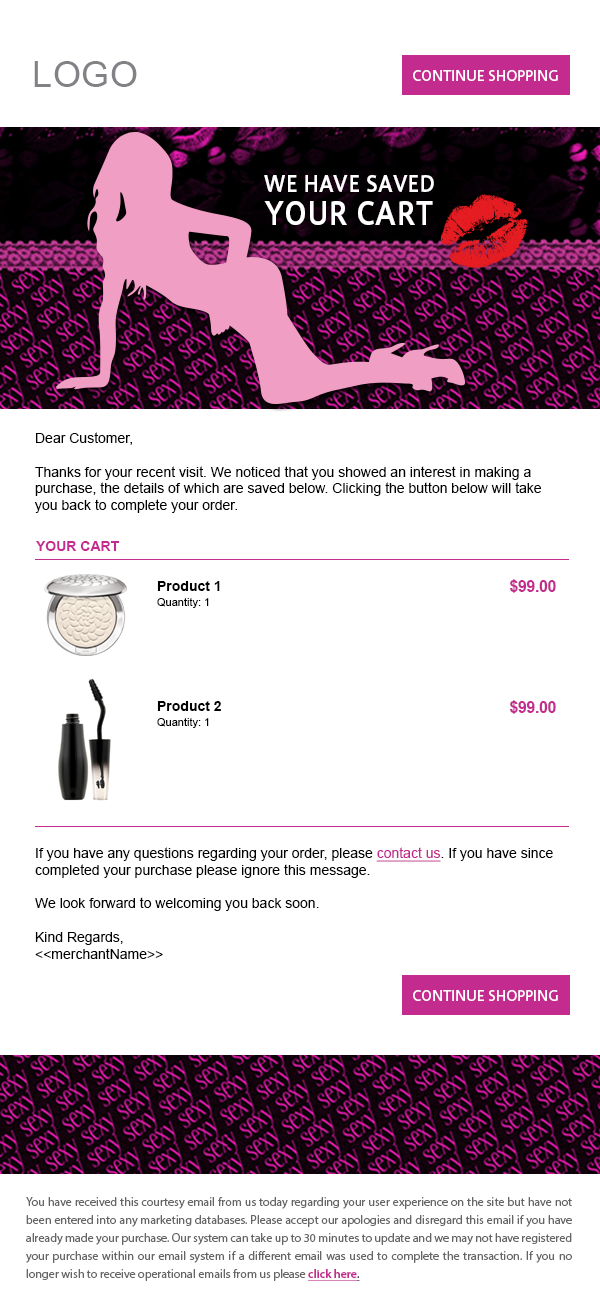 LOGO
CONTINUE SHOPPING
WE HAVE SAVED
YOUR CART
Dear Customer,
Thanks for your recent visit. We noticed that you showed an interest in making a
purchase, the details of which are saved below. Clicking the button below will take
you back to complete your order.
YOUR CART
Product 1
$99.00
Quantity: 1
Product 2
$99.00
Quantity: 1
If you have any questions regarding your order, please contact us. If you have since
completed your purchase please ignore this message.
We look forward to welcoming you back soon.
Kind Regards,
<<merchantName>>
CONTINUE SHOPPING
sexy sexy sexy sexy sexy sexy
You have received this courtesy email from us today regarding your user experience on the site but have not
been entered into any marketing databases. Please accept our apologies and disregard this email if you have
already made your purchase. Our system can take up to 30 minutes to update and we may not have registered
your purchase within our email system if a different email was used to complete the transaction. If you no
longer wish to receive operational emails from us please click here.